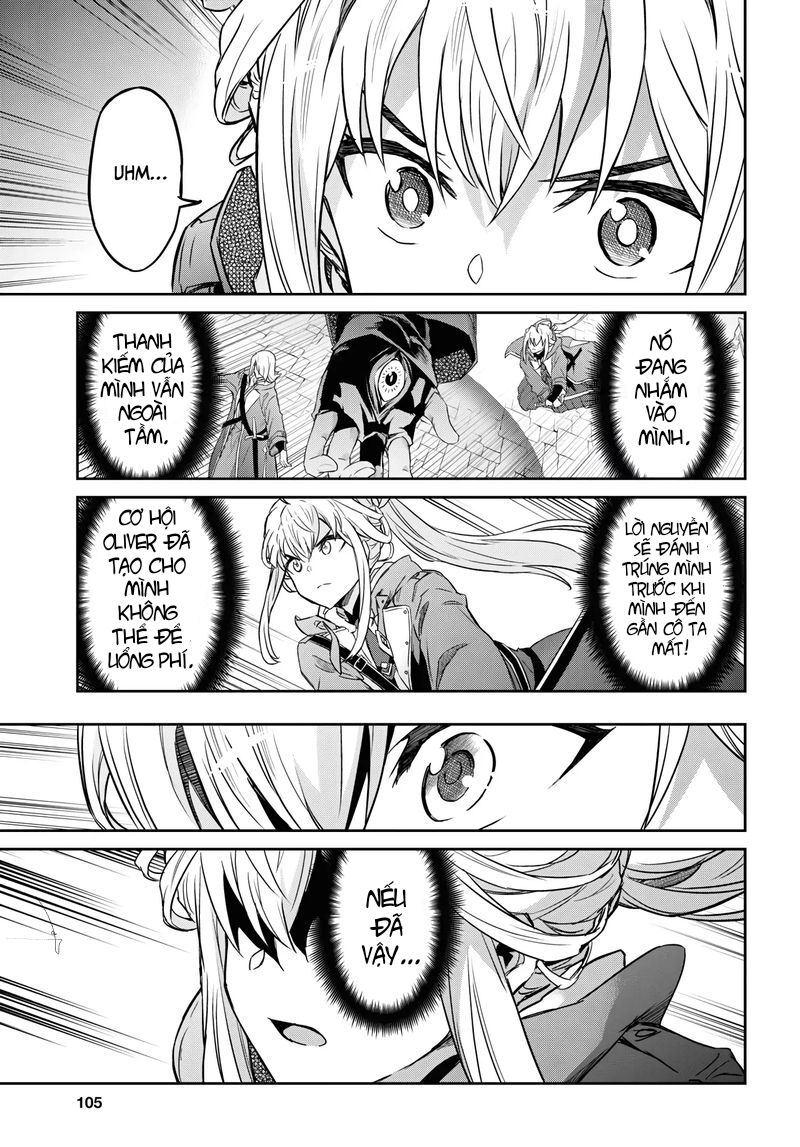 UHM...
NÓ
ĐANG
NHẮM
VÀO
MÌNH.
THANH
KIẾM CỦA
MÌNH VẪN
NGOÀI
TẦM.
LỜI NGUYỀN
SẼ ĐÁNH
TRÚNG MÌNH
TRƯỚC KHI
MÌNH ĐẾN
GẦN CÔ TA
MẤT!
CƠ HỘI
OLIVER ĐÃ
TẠO CHO
MÌNH
KHÔNG
THỂ ĐỂ
UỔNG PHÍ.
NẾU
ĐÃ
VẬY...
105